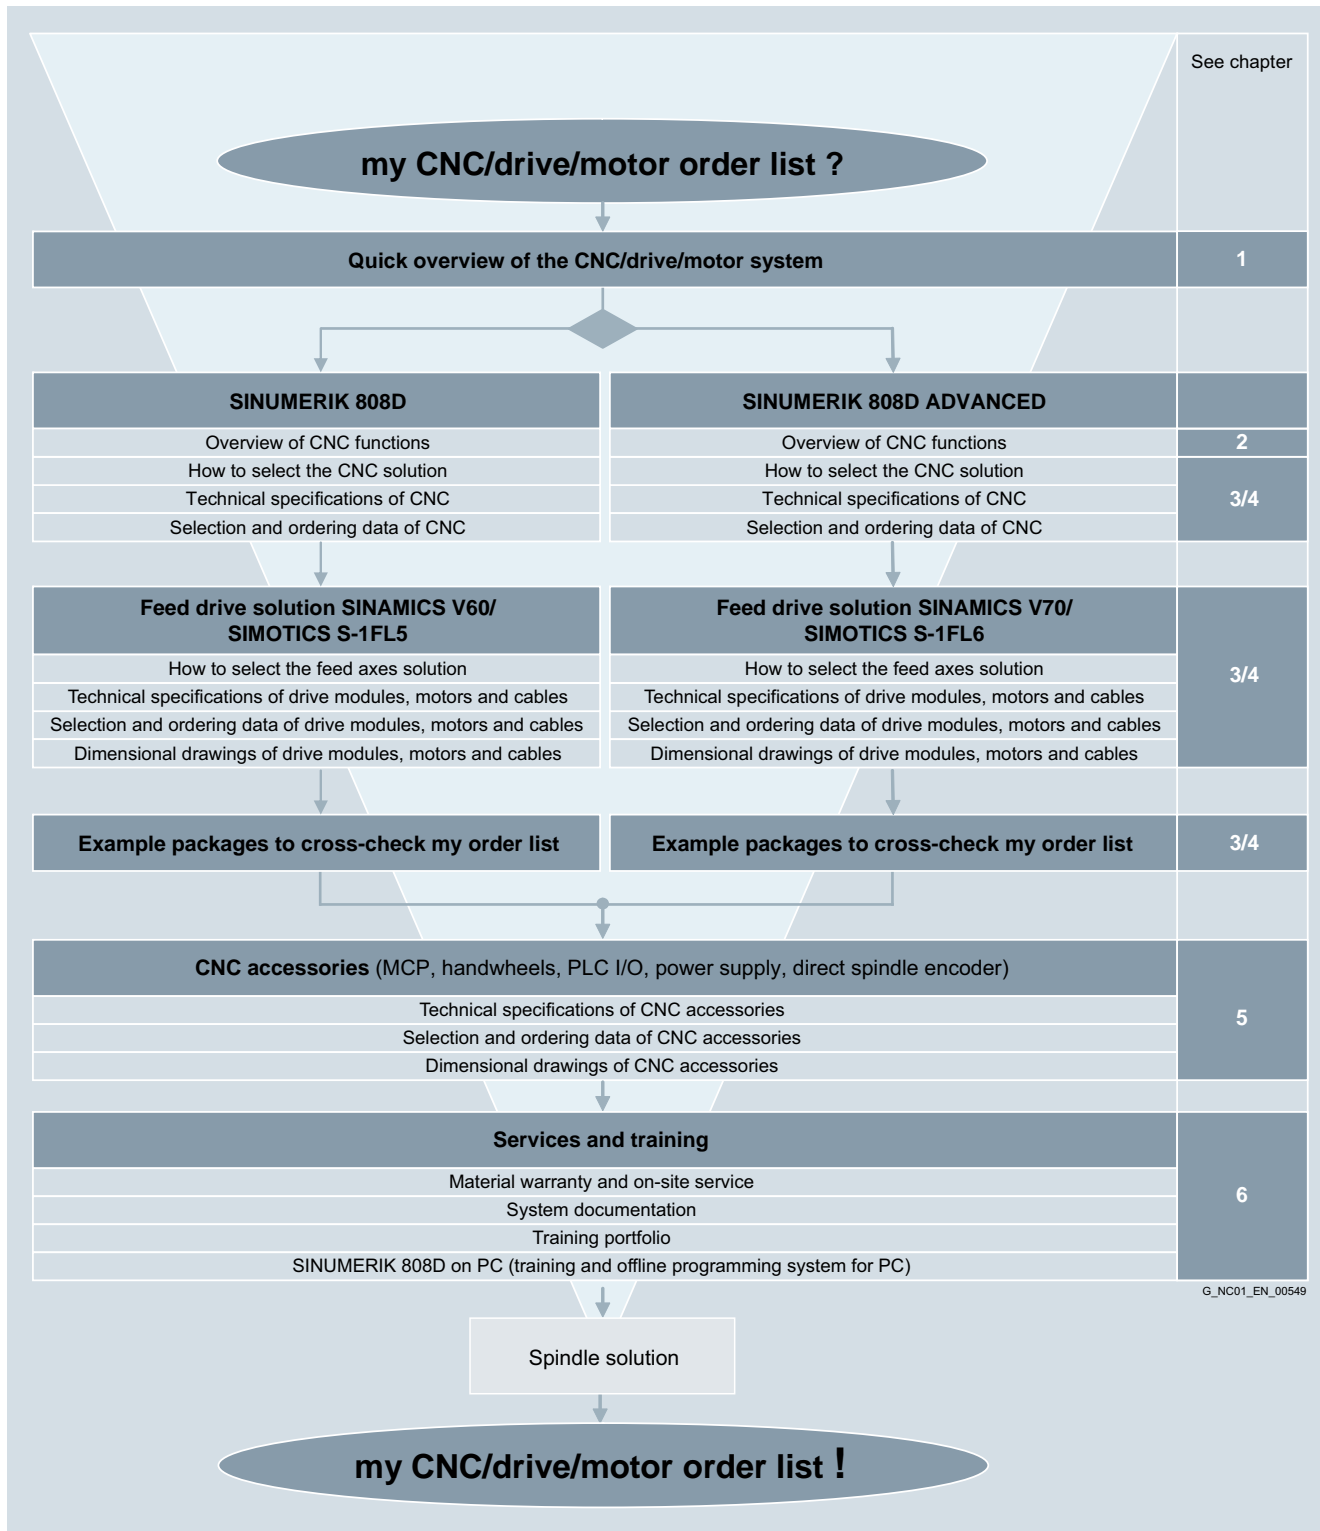 See chapter
my CNC/drive/motor order list ?
Quick overview of the CNC/drive/motor system
1
SINUMERIK 808D
SINUMERIK 808D ADVANCED
Overview of CNC functions
Overview of CNC functions
2
How to select the CNC solution
How to select the CNC solution
Technical specifications of CNC
Technical specifications of CNC
3/4
Selection and ordering data of CNC
Selection and ordering data of CNC
Feed drive solution SINAMICS V60/
SIMOTICS S-1FL5
Feed drive solution SINAMICS V70/
SIMOTICS S-1FL6
How to select the feed axes solution
How to select the feed axes solution
3/4
Technical specifications of drive modules, motors and cables
Technical specifications of drive modules, motors and cables
Selection and ordering data of drive modules, motors and cables
Selection and ordering data of drive modules, motors and cables
Dimensional drawings of drive modules, motors and cables
Dimensional drawings of drive modules, motors and cables
Example packages to cross-check my order list
Example packages to cross-check my order list
3/4
CNC accessories (MCP, handwheels, PLC I/O, power supply, direct spindle encoder)
Technical specifications of CNC accessories
5
Selection and ordering data of CNC accessories
Dimensional drawings of CNC accessories
Services and training
Material warranty and on-site service
6
System documentation
Training portfolio
SINUMERIK 808D on PC (training and offline programming system for PC)
G_NC01_EN_00549
Spindle solution
my CNC/drive/motor order list !